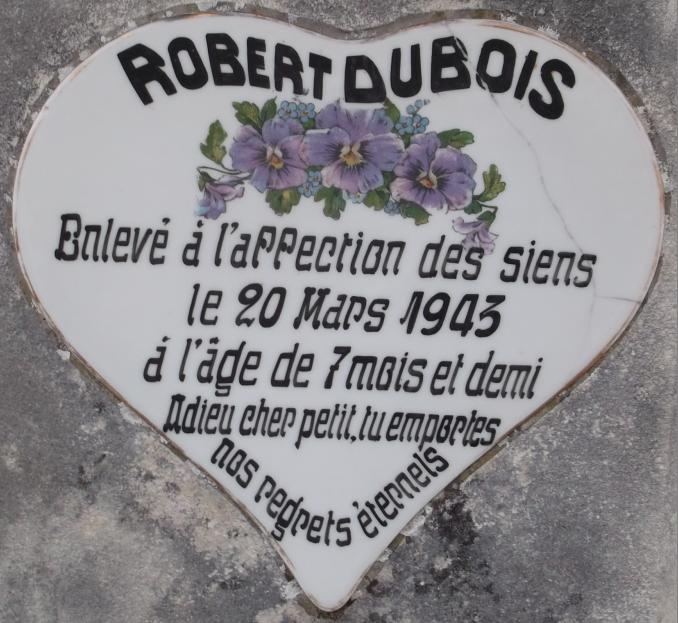 ROBERT DUBOIS
Enlevé à l'affection des siens
le 20 Mars 1943
à l'âge de 7 mois et demi
Adieu cher petit, tu emportes
nos regrets éternels